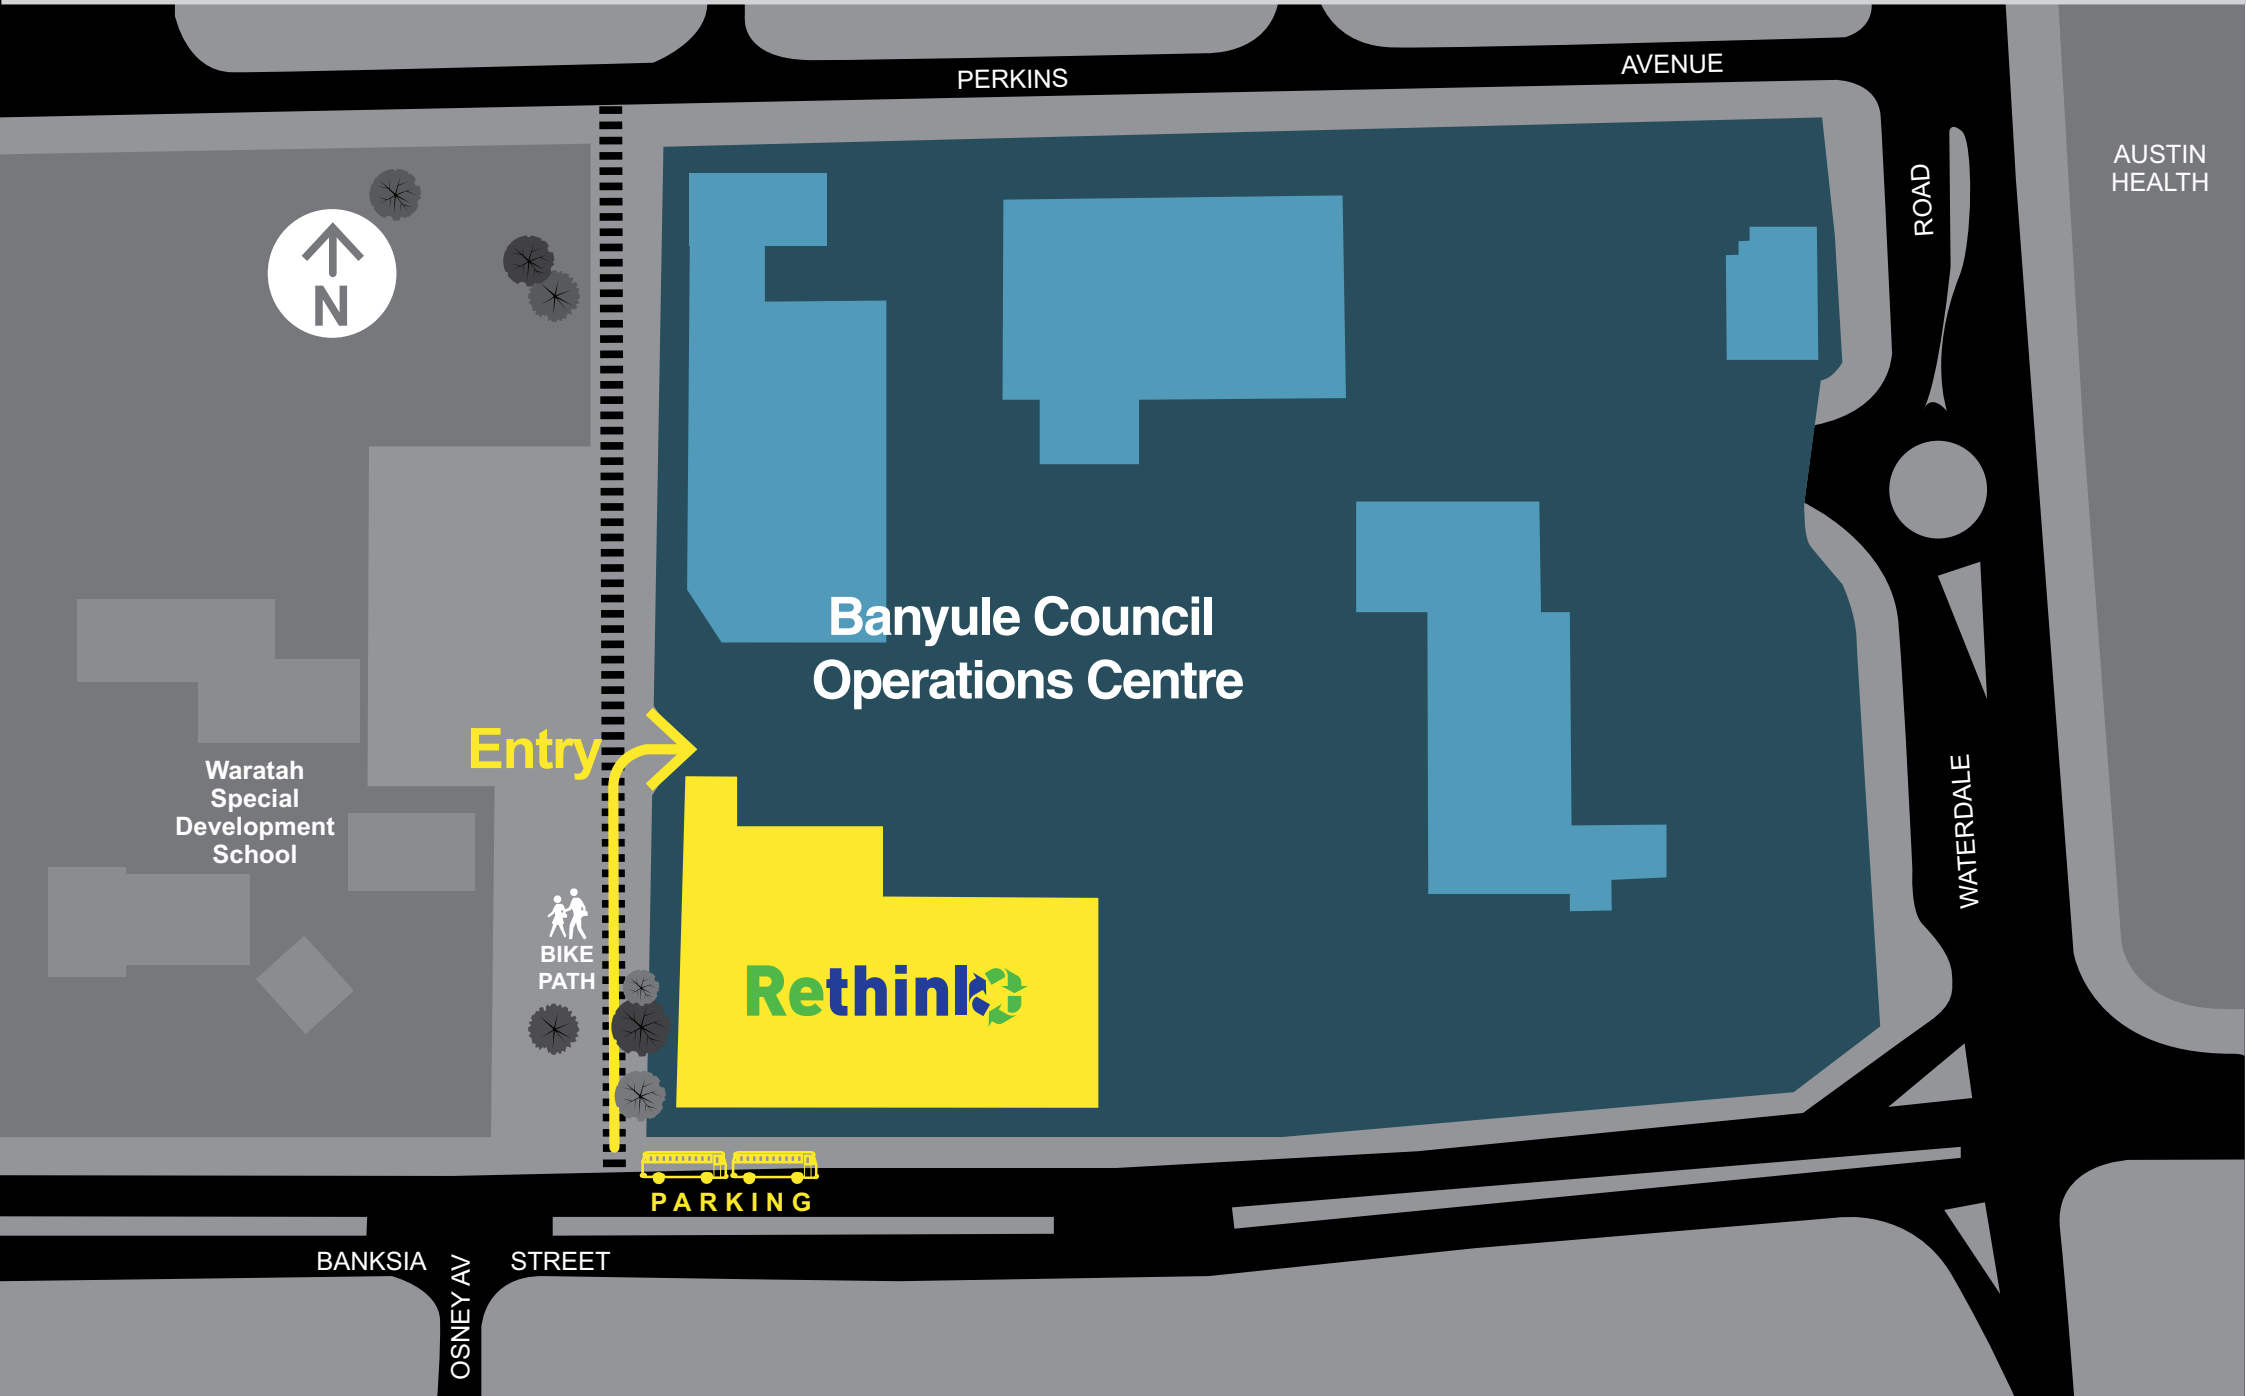 PERKINS
AVENUE
ROAD
AUSTIN
HEALTH
N
Banyule Council
Operations Centre
Entry
Waratah
Special
Development
School
WATERDALE
BIKE
PATH
Rethink
PARKING
BANKSIA
STREET
OSNEY AV